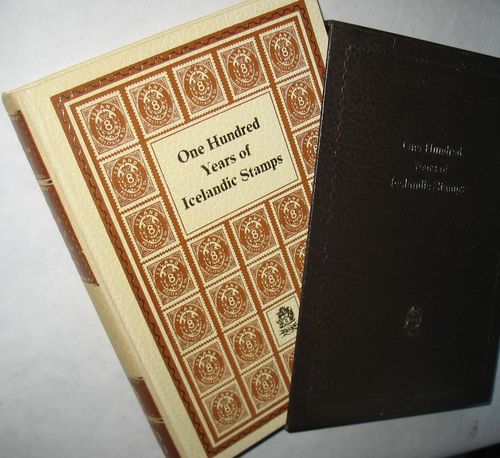 One Hundred
Years of
Icelandic Stamps
One Hundred
Years of
Icelandic Stamps